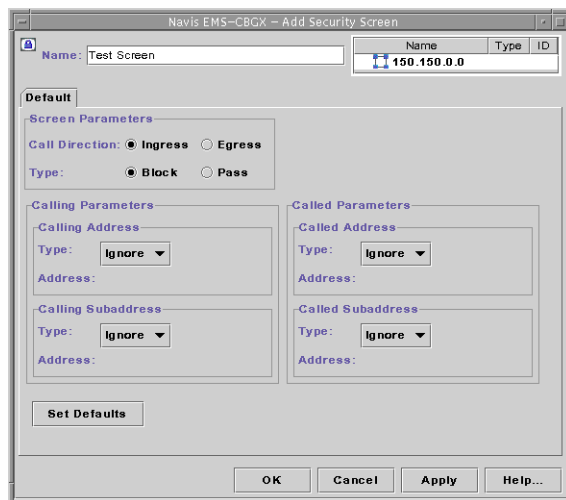 Navis EMS-CBGX - Add Security Screen
Name: Test Screen
Name Type ID
150.150.0.0
Default
Screen Parameters
Call Direction: Ingress Egress
Type: Block Pass
Calling Parameters
Calling Address
Type: Ignore
Address:
Calling Subaddress
Type: Ignore
Address:
Called Parameters
Called Address
Type: Ignore
Address:
Called Subaddress
Type: Ignore
Address:
Set Defaults
OK Cancel Apply Help...